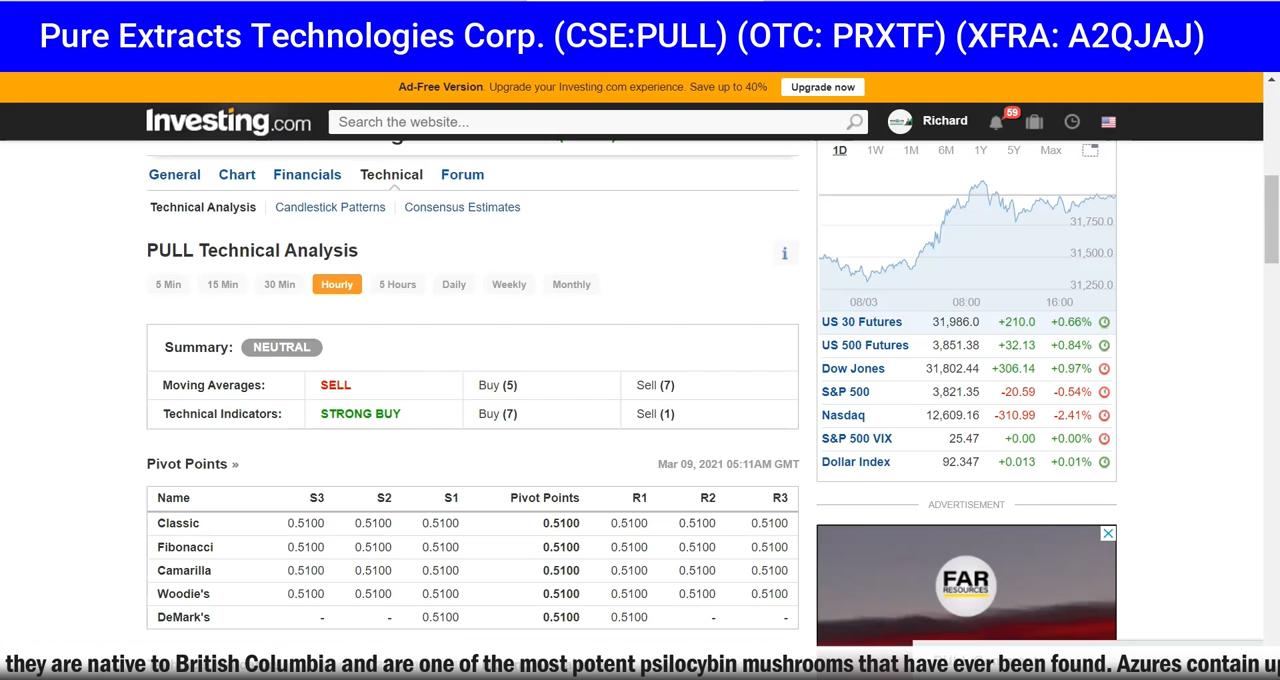 Pure Extracts Technologies Corp. (CSE:PULL) (OTC: PRXTF) (XFRA: A2QJAJ)
Ad-Free Version. Upgrade your Investing.com experience. Save up to 40% Upgrade now
Investing.com Search the website... Richard 59
General Chart Financials Technical Forum
Technical Analysis Candlestick Patterns Consensus Estimates
PULL Technical Analysis i
5 Min 15 Min 30 Min Hourly 5 Hours Daily Weekly Monthly
Summary: NEUTRAL
Moving Averages: SELL Buy (5) Sell (7)
Technical Indicators: STRONG BUY Buy (7) Sell (1)
Pivot Points » Mar 09, 2021 05:11AM GMT
Name S3 S2 S1 Pivot Points R1 R2 R3
Classic 0.5100 0.5100 0.5100 0.5100 0.5100 0.5100 0.5100
Fibonacci 0.5100 0.5100 0.5100 0.5100 0.5100 0.5100 0.5100
Camarilla 0.5100 0.5100 0.5100 0.5100 0.5100 0.5100 0.5100
Woodie's 0.5100 0.5100 0.5100 0.5100 0.5100 0.5100 0.5100
DeMark's - - 0.5100 0.5100 0.5100 - -
1D 1W 1M 6M 1Y 5Y Max
31,750.0
31,500.0
31,250.0
08/03 08:00 16:00
US 30 Futures 31,986.0 +210.0 +0.66%
US 500 Futures 3,851.38 +32.13 +0.84%
Dow Jones 31,802.44 +306.14 +0.97%
S&P 500 3,821.35 -20.59 -0.54%
Nasdaq 12,609.16 -310.99 -2.41%
S&P 500 VIX 25.47 +0.00 +0.00%
Dollar Index 92.347 +0.013 +0.01%
ADVERTISEMENT
FAR
RESOURCES
they are native to British Columbia and are one of the most potent psilocybin mushrooms that have ever been found. Azures contain u